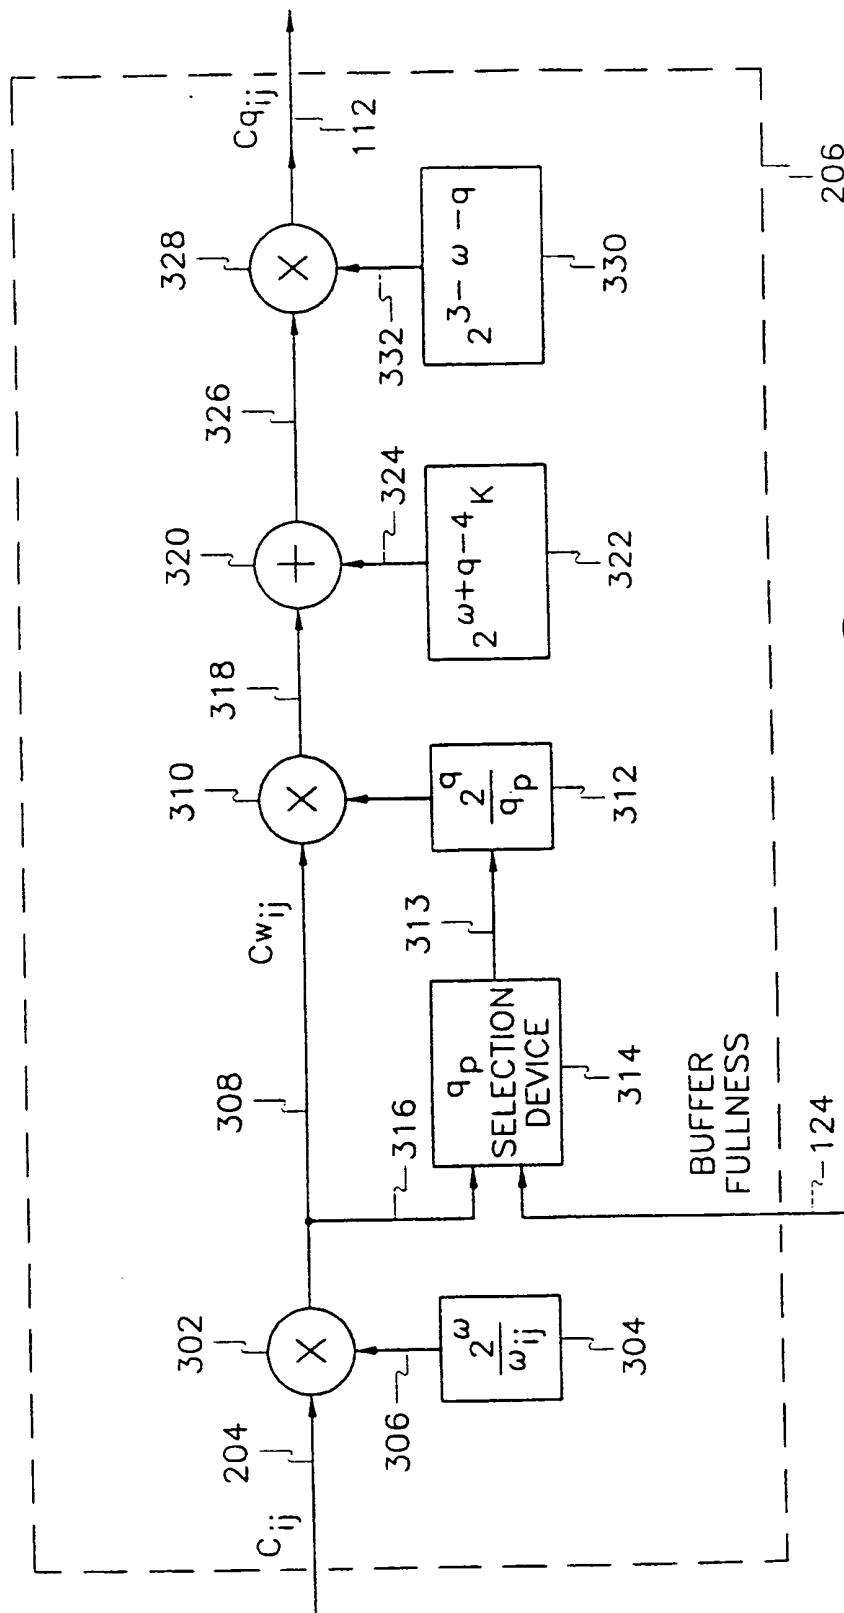 C_ij
204
302
306
2^ω / ω_ij
304
308
316
Cw_ij
q_p
SELECTION
DEVICE
314
BUFFER
FULLNESS
124
313
310
2^q / q_p
312
318
320
324
2^ω+q−4 K
322
326
328
332
2^3−ω−q
330
Cq_ij
112
206